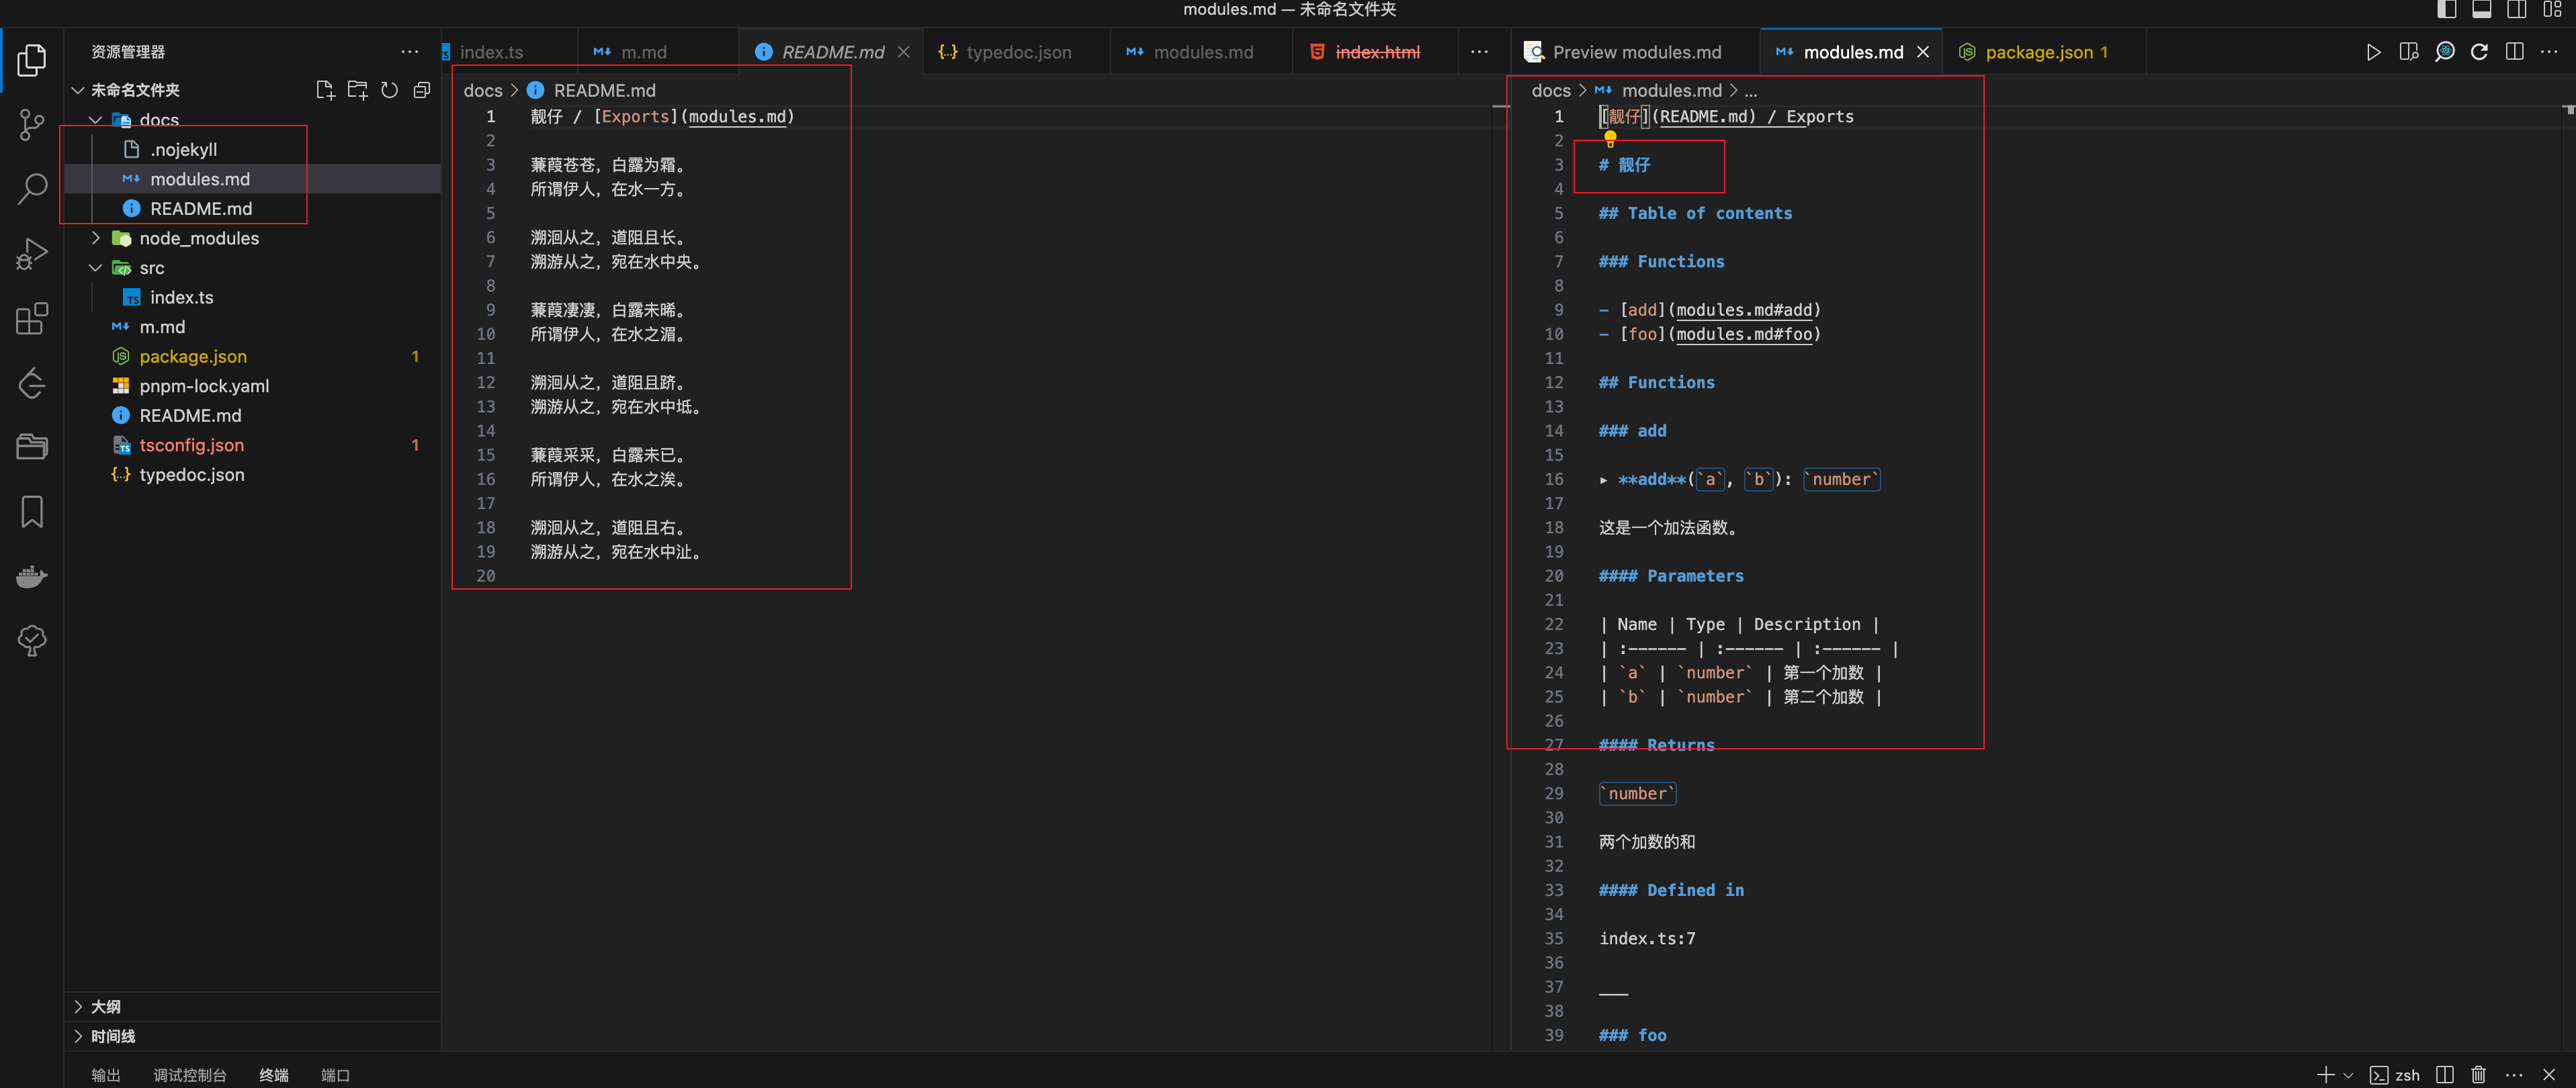 modules.md — 未命名文件夹
资源管理器
未命名文件夹
docs
.nojekyll
modules.md
README.md
node_modules
src
index.ts
m.md
package.json 1
pnpm-lock.yaml
README.md
tsconfig.json 1
typedoc.json
大纲
时间线
index.ts
m.md
README.md
typedoc.json
modules.md
index.html
docs > README.md
1 靓仔 / [Exports](modules.md)
2
3 蒹葭苍苍，白露为霜。
4 所谓伊人，在水一方。
5
6 溯洄从之，道阻且长。
7 溯游从之，宛在水中央。
8
9 蒹葭凄凄，白露未晞。
10 所谓伊人，在水之湄。
11
12 溯洄从之，道阻且跻。
13 溯游从之，宛在水中坻。
14
15 蒹葭采采，白露未已。
16 所谓伊人，在水之涘。
17
18 溯洄从之，道阻且右。
19 溯游从之，宛在水中沚。
20
Preview modules.md
modules.md
package.json 1
docs > modules.md > ...
1 [靓仔](README.md) / Exports
2
3 # 靓仔
4
5 ## Table of contents
6
7 ### Functions
8
9 - [add](modules.md#add)
10 - [foo](modules.md#foo)
11
12 ## Functions
13
14 ### add
15
16 ▸ **add**(`a`, `b`): `number`
17
18 这是一个加法函数。
19
20 #### Parameters
21
22 | Name | Type | Description |
23 | :------ | :------ | :------ |
24 | `a` | `number` | 第一个加数 |
25 | `b` | `number` | 第二个加数 |
26
27 #### Returns
28
29 `number`
30
31 两个加数的和
32
33 #### Defined in
34
35 index.ts:7
36
37 ___
38
39 ### foo
输出 调试控制台 终端 端口
zsh